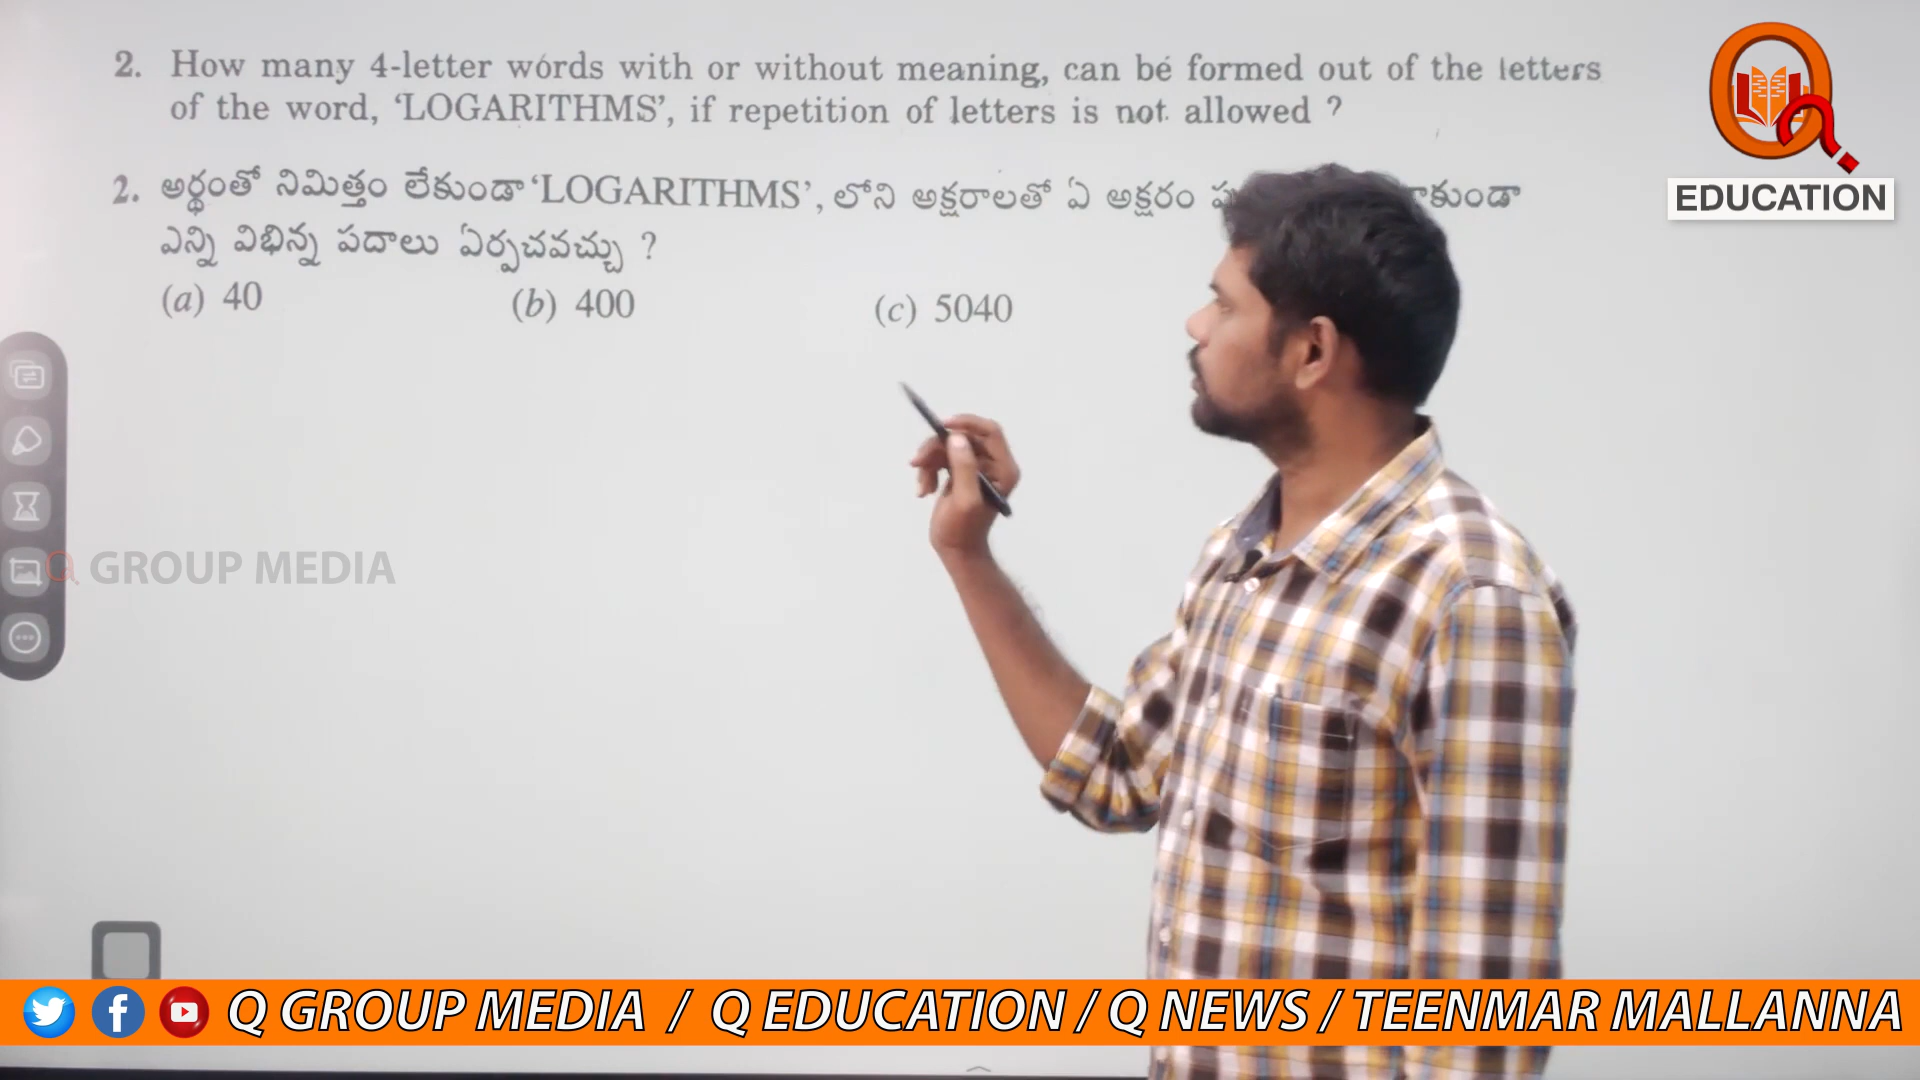 2. How many 4-letter words with or without meaning, can be formed out of the letters
of the word, ‘LOGARITHMS’, if repetition of letters is not allowed ?
2. అర్థంతో నిమిత్తం లేకుండా ‘LOGARITHMS’, లోని అక్షరాలతో ఏ అక్షరం
ఎన్ని విభిన్న పదాలు ఏర్పచవచ్చు ?
(a) 40 (b) 400 (c) 5040
EDUCATION
Q GROUP MEDIA
Q GROUP MEDIA / Q EDUCATION / Q NEWS / TEENMAR MALLANNA